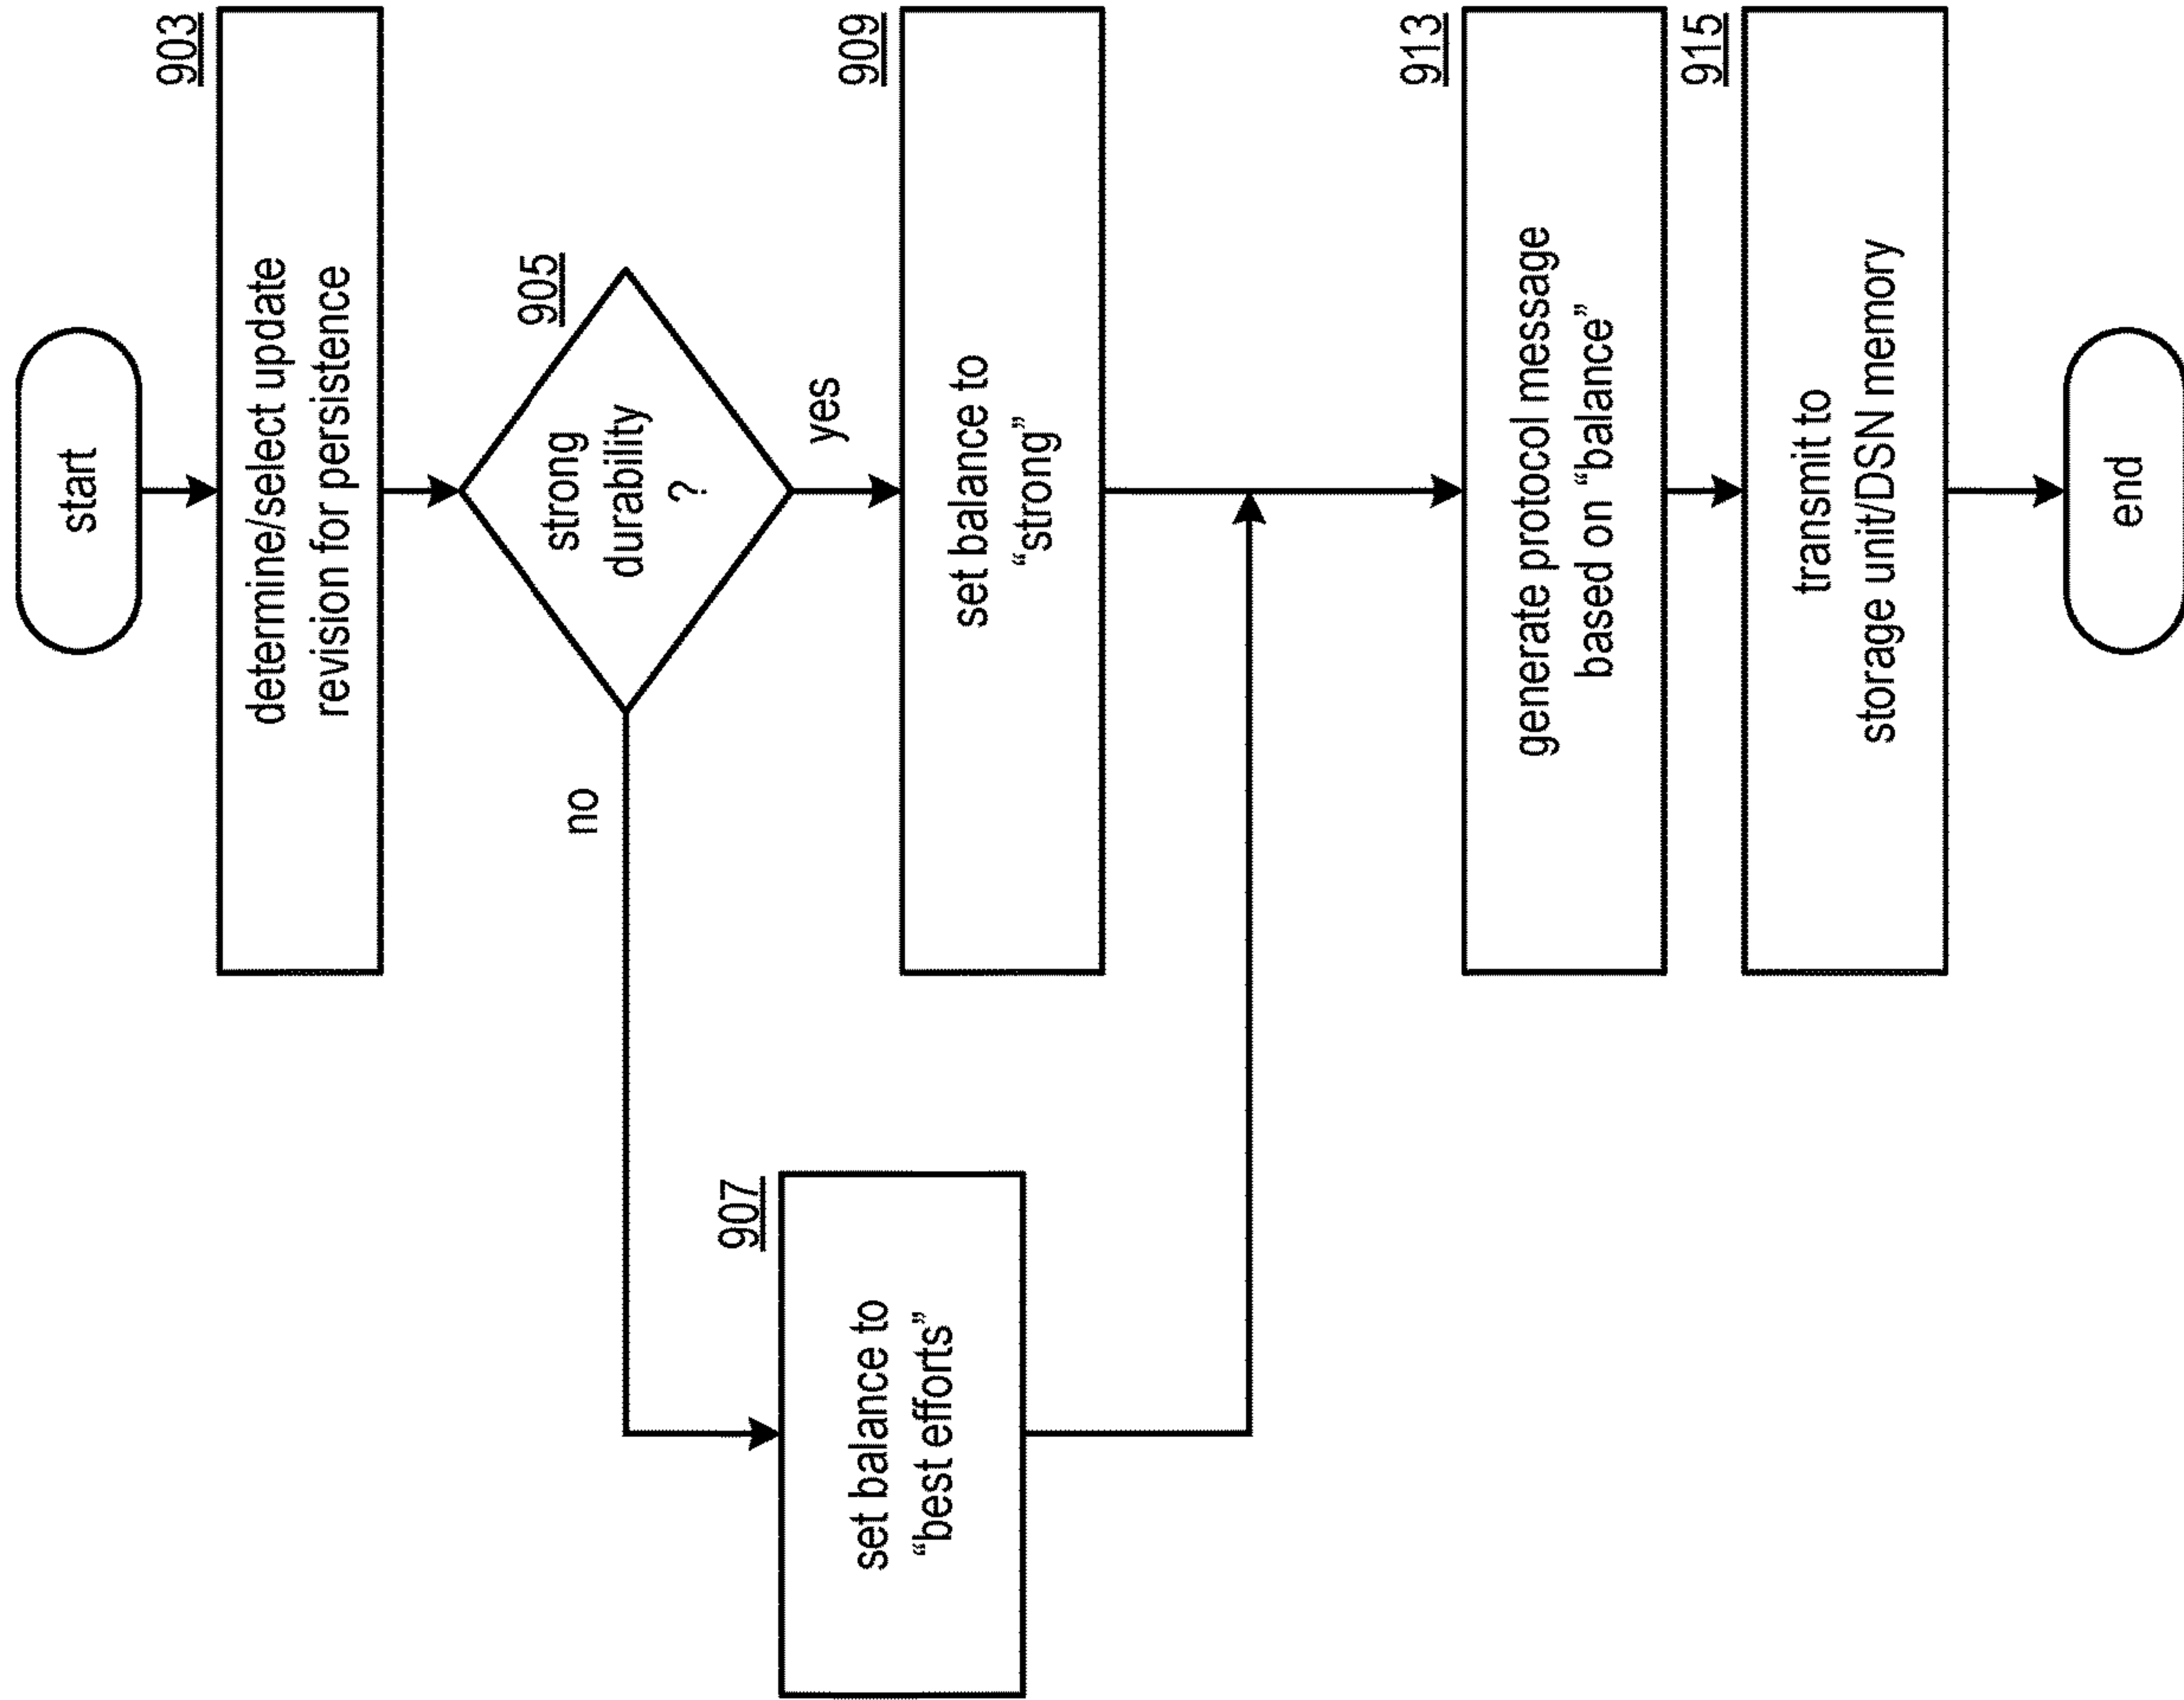 start
903
determine/select update
revision for persistence
905
strong
durability
?
no
yes
907
set balance to
“best efforts”
909
set balance to
“strong”
913
generate protocol message
based on “balance”
915
transmit to
storage unit/DSN memory
end